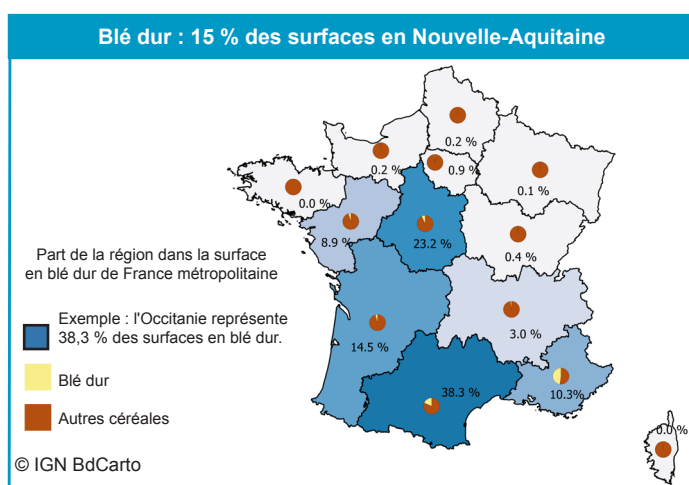 Blé dur : 15 % des surfaces en Nouvelle-Aquitaine
0.2 %
0.2 %
0.9 %
0.1 %
0.0 %
8.9 %
23.2 %
0.4 %
Part de la région dans la surface
en blé dur de France métropolitaine
Exemple : l'Occitanie représente
38,3 % des surfaces en blé dur.
14.5 %
3.0 %
Blé dur
38.3 %
10.3%
Autres céréales
0.0 %
© IGN BdCarto